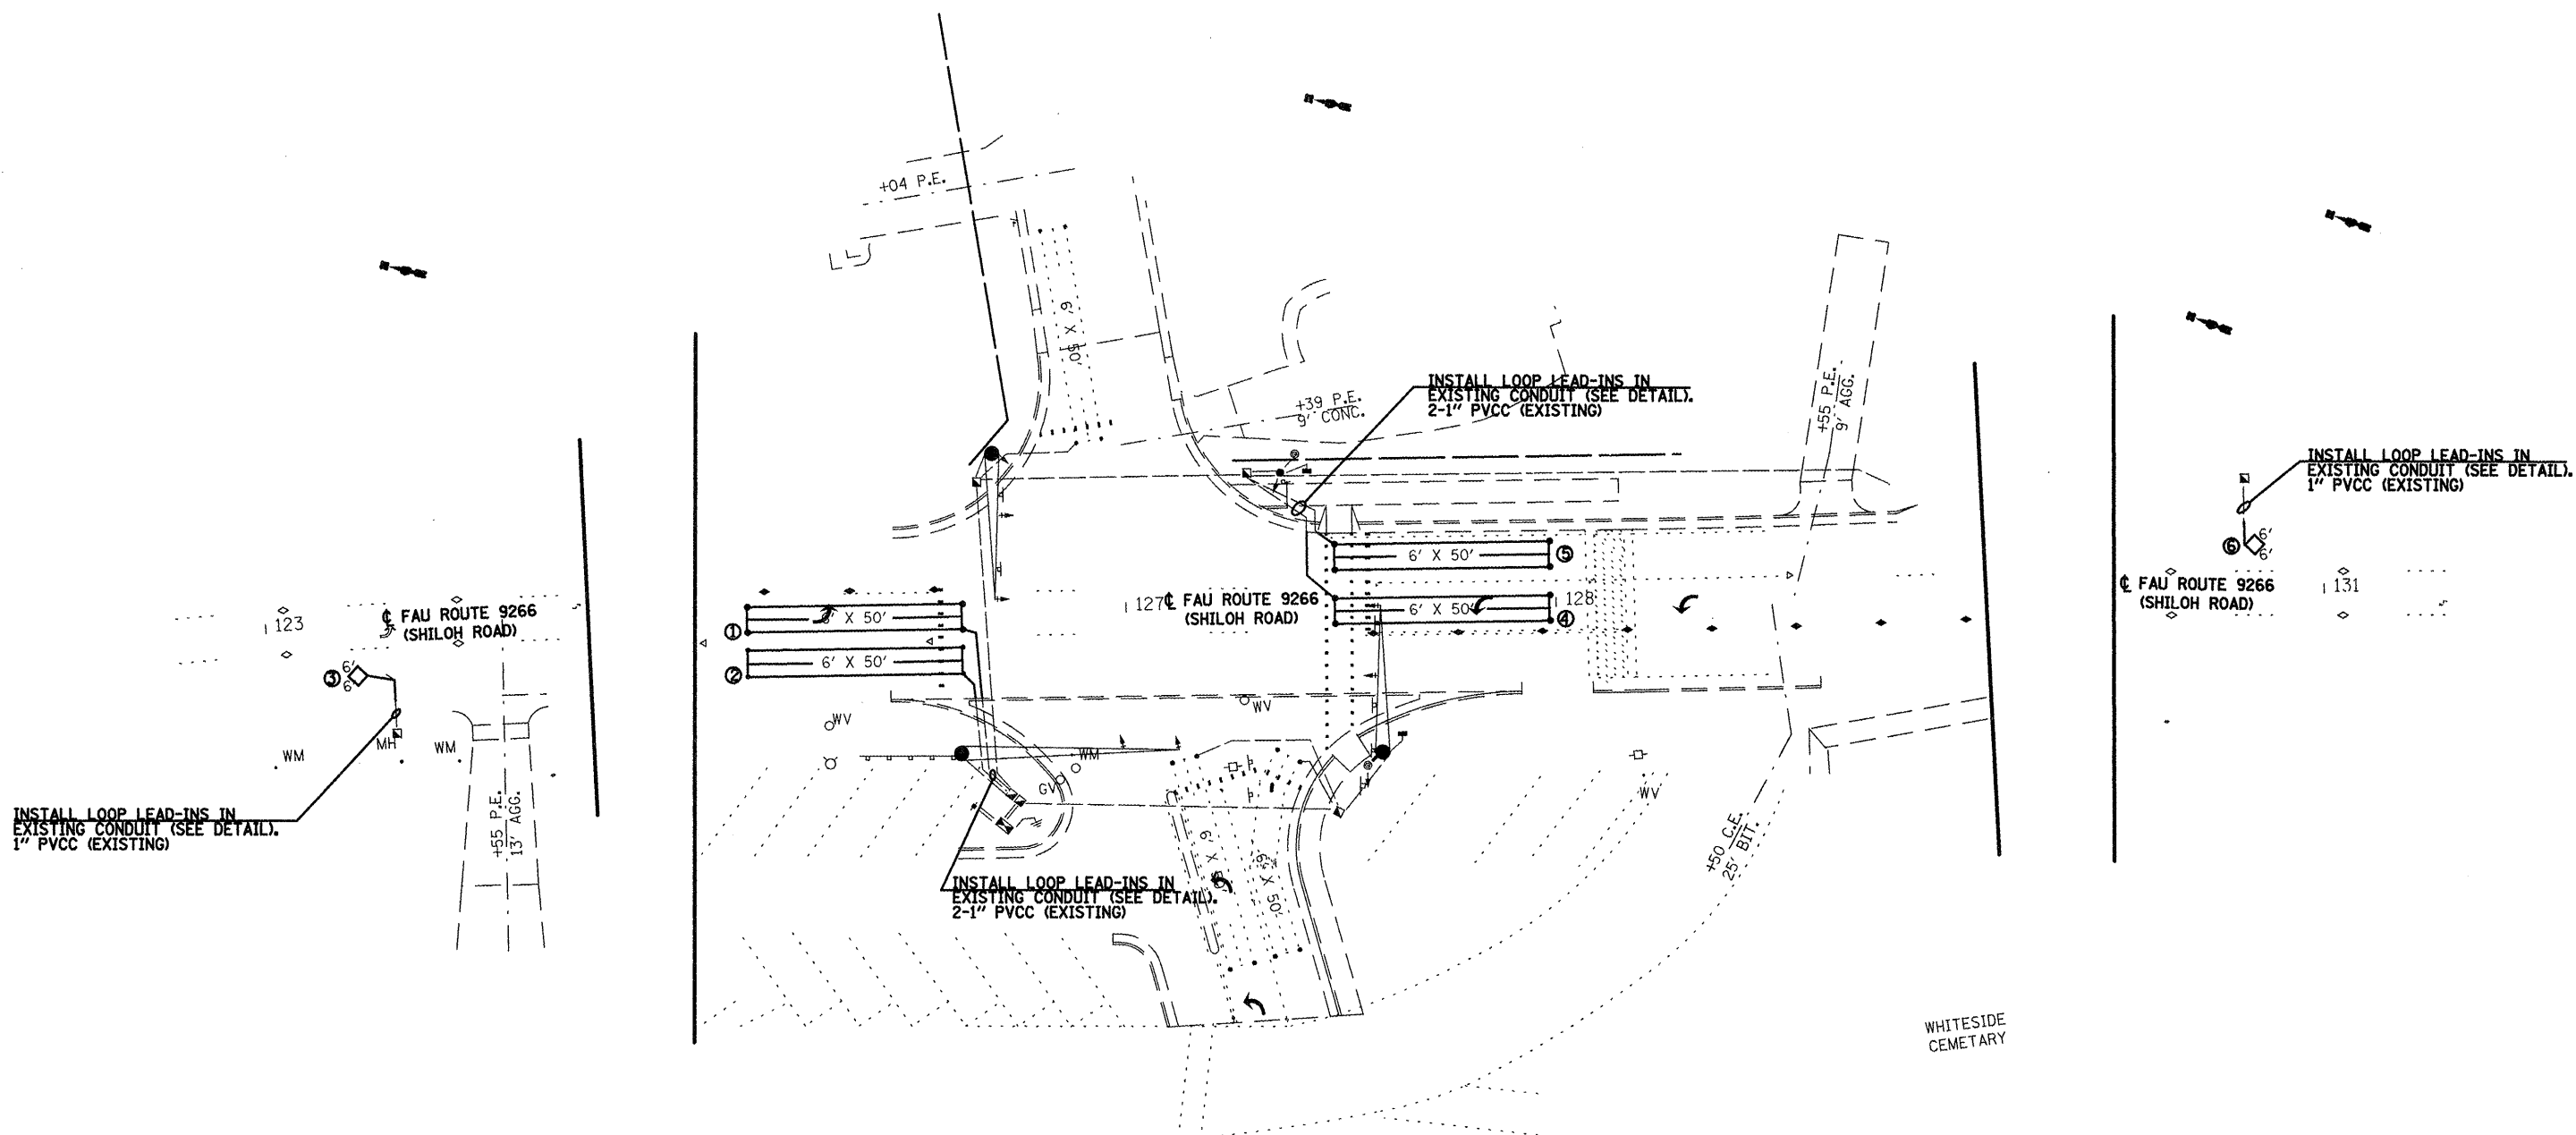 +04 P.E.
6' X 50'
INSTALL LOOP LEAD-INS IN
EXISTING CONDUIT (SEE DETAIL).
2-1" PVCC (EXISTING)
+39 P.E.
9' CONC.
+55 P.E.
9' AGG.
INSTALL LOOP LEAD-INS IN
EXISTING CONDUIT (SEE DETAIL).
1" PVCC (EXISTING)
6' X 50'
5
6
6'
6'
123
℄ FAU ROUTE 9266
(SHILOH ROAD)
1
6' X 50'
127
℄ FAU ROUTE 9266
(SHILOH ROAD)
6' X 50'
128
4
℄ FAU ROUTE 9266
(SHILOH ROAD)
131
2
6' X 50'
3
6'
6'
WV
WV
MH
WM
WM
WM
GV
WV
INSTALL LOOP LEAD-INS IN
EXISTING CONDUIT (SEE DETAIL).
1" PVCC (EXISTING)
+55 P.E.
13' AGG.
6' X 50'
6' X 50'
+50 C.E.
25' BIT.
INSTALL LOOP LEAD-INS IN
EXISTING CONDUIT (SEE DETAIL).
2-1" PVCC (EXISTING)
WHITESIDE
CEMETARY